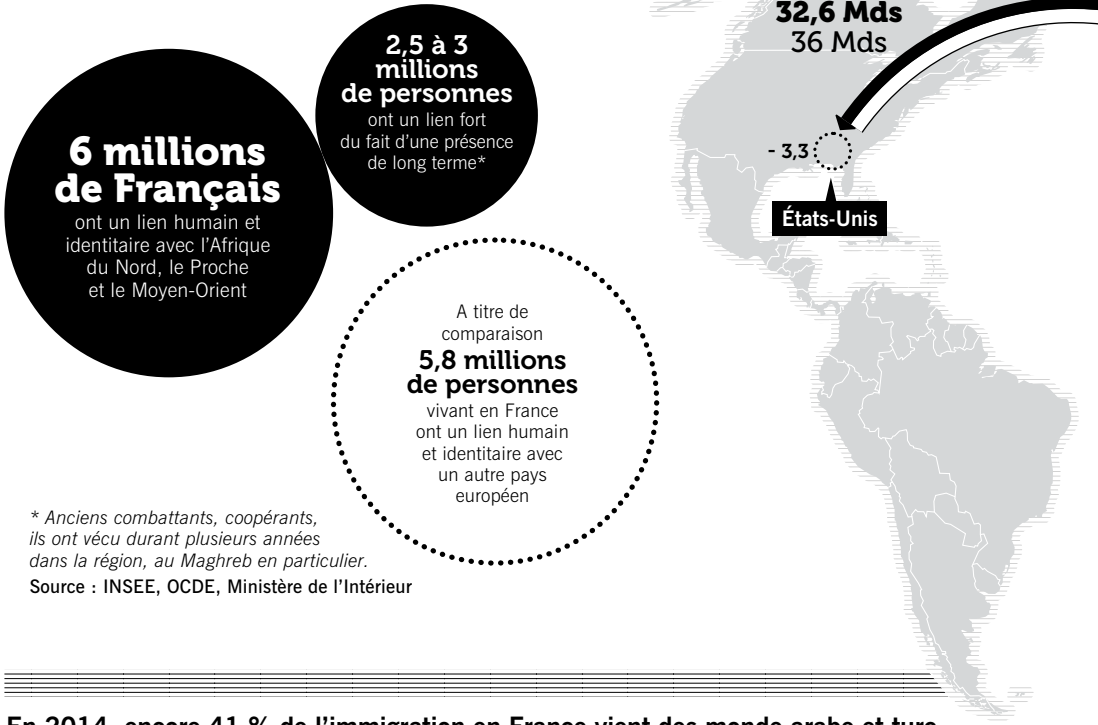 6 millions
de Français
ont un lien humain et
identitaire avec l'Afrique
du Nord, le Proche
et le Moyen-Orient
2,5 à 3
millions
de personnes
ont un lien fort
du fait d'une présence
de long terme*
A titre de
comparaison
5,8 millions
de personnes
vivant en France
ont un lien humain
et identitaire avec
un autre pays
européen
* Anciens combattants, coopérants,
ils ont vécu durant plusieurs années
dans la région, au Maghreb en particulier.
Source : INSEE, OCDE, Ministère de l'Intérieur
32,6 Mds
36 Mds
- 3,3
États-Unis
En 2014, encore 41 % de l'immigration en France vient des monde arabe et turc